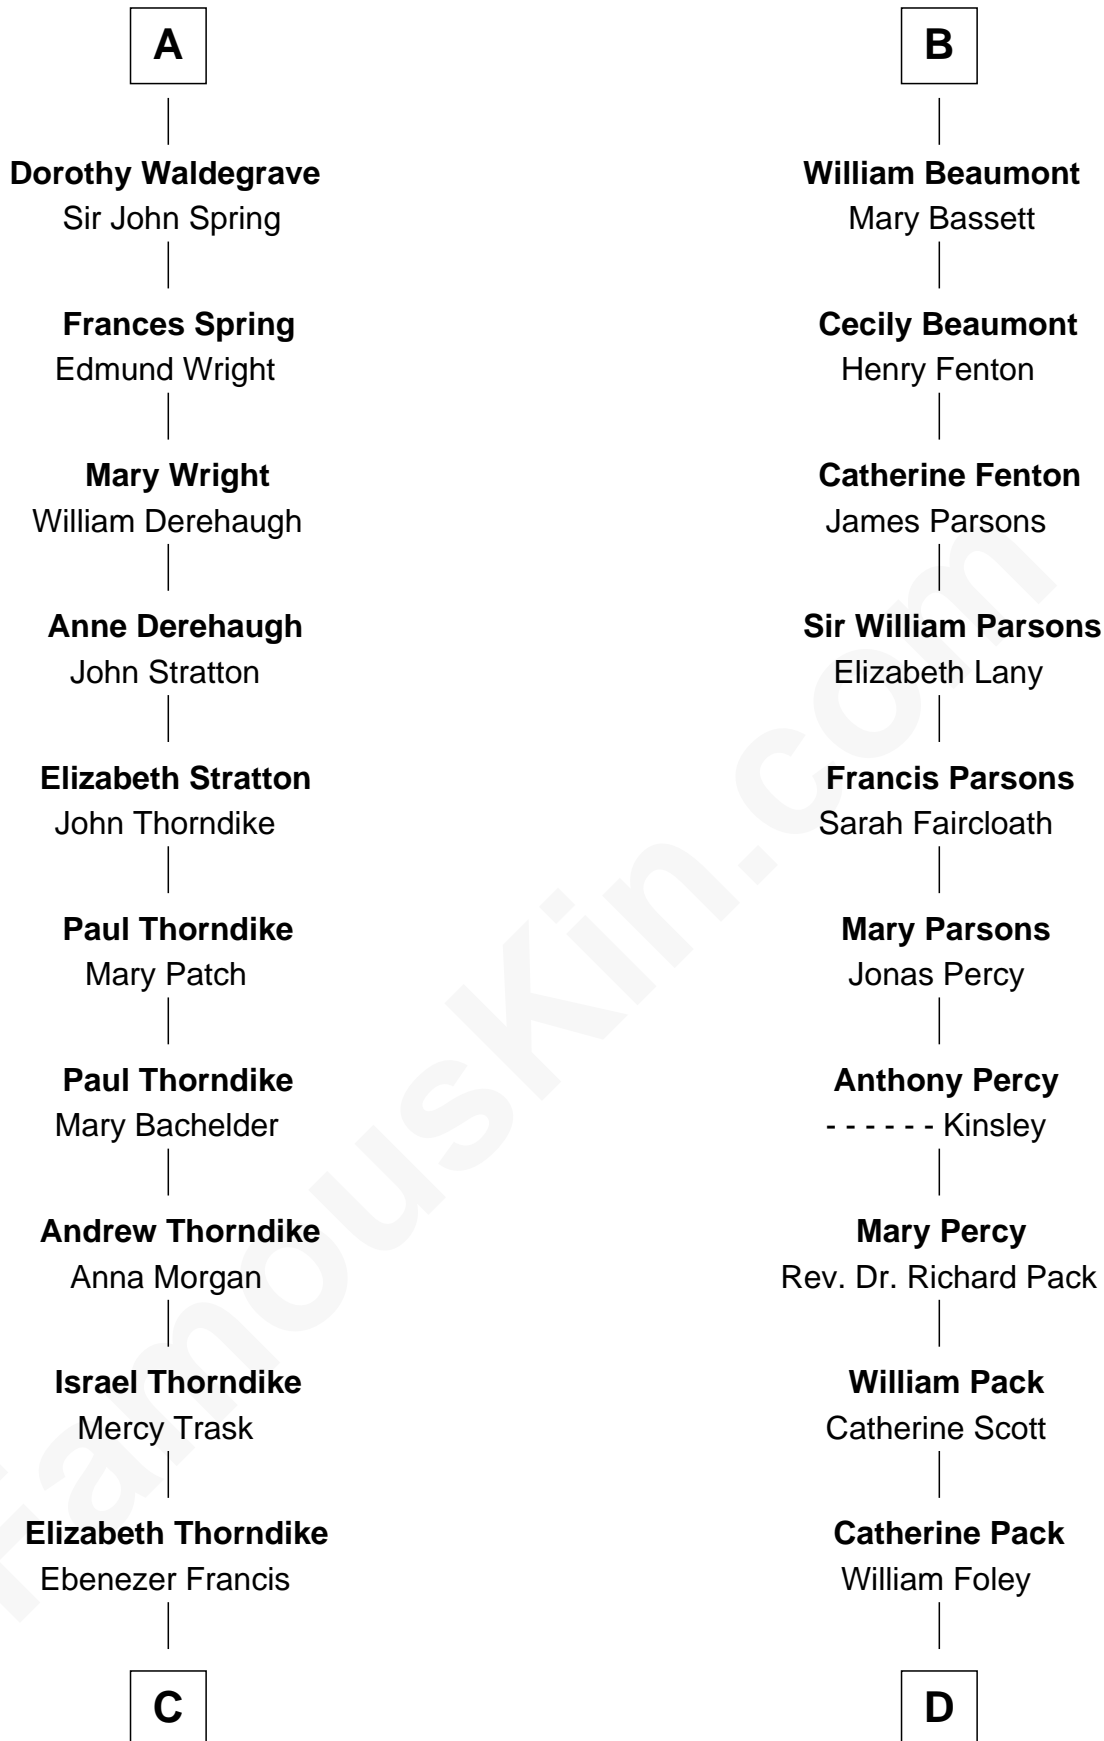 A
Dorothy Waldegrave
Sir John Spring
Frances Spring
Edmund Wright
Mary Wright
William Derehaugh
Anne Derehaugh
John Stratton
Elizabeth Stratton
John Thorndike
Paul Thorndike
Mary Patch
Paul Thorndike
Mary Bachelder
Andrew Thorndike
Anna Morgan
Israel Thorndike
Mercy Trask
Elizabeth Thorndike
Ebenezer Francis
C
B
William Beaumont
Mary Bassett
Cecily Beaumont
Henry Fenton
Catherine Fenton
James Parsons
Sir William Parsons
Elizabeth Lany
Francis Parsons
Sarah Faircloath
Mary Parsons
Jonas Percy
Anthony Percy
- - - - - - Kinsley
Mary Percy
Rev. Dr. Richard Pack
William Pack
Catherine Scott
Catherine Pack
William Foley
D
FamousKin.com